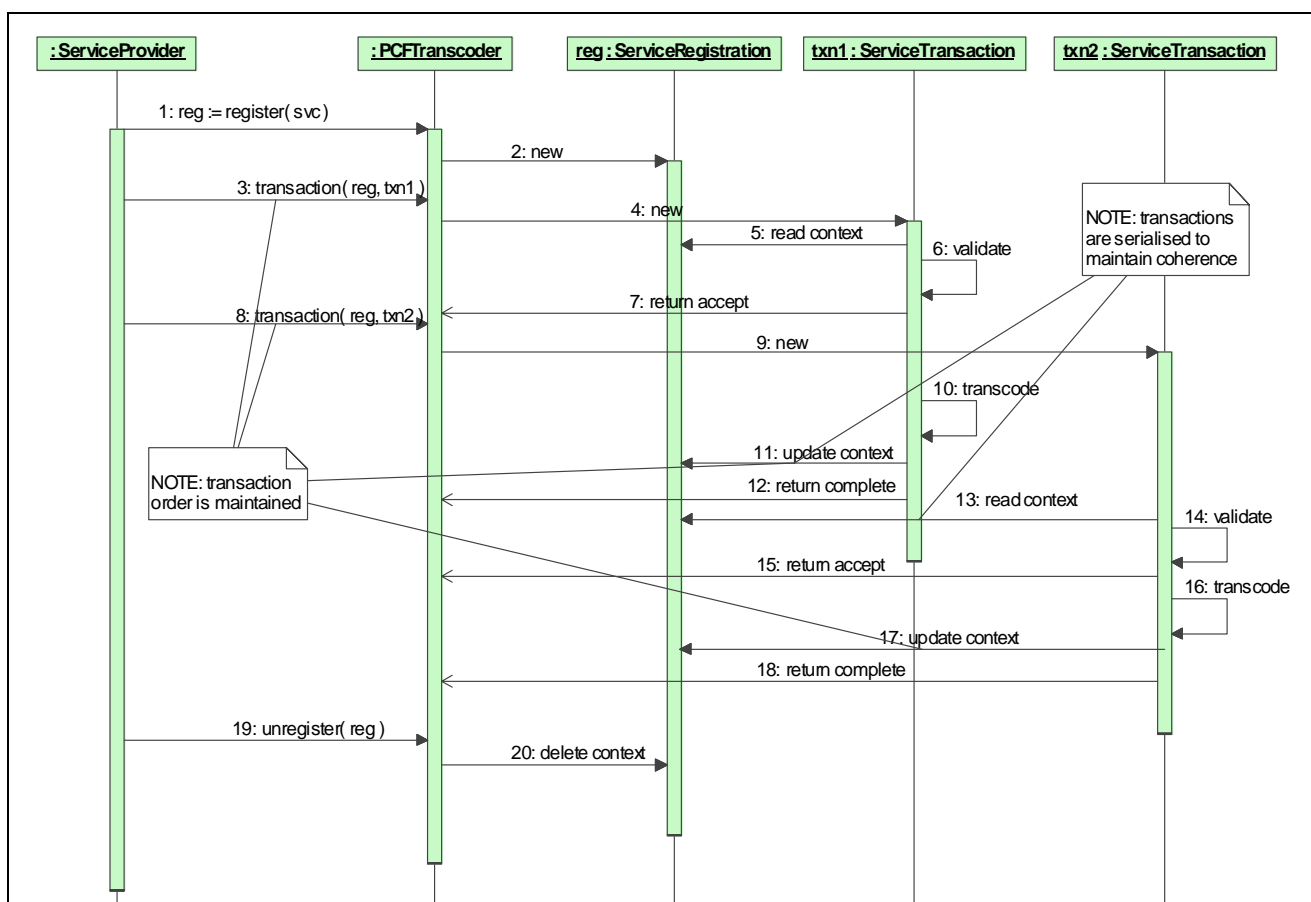 : ServiceProvider
: PCFTranscoder
reg : ServiceRegistration
txn1 : ServiceTransaction
txn2 : ServiceTransaction
1: reg := register( svc )
2: new
3: transaction( reg, txn1 )
4: new
NOTE: transactions
are serialised to
maintain coherence
5: read context
6: validate
7: return accept
8: transaction( reg, txn2 )
9: new
10: transcode
11: update context
NOTE: transaction
order is maintained
12: return complete
13: read context
14: validate
15: return accept
16: transcode
17: update context
18: return complete
19: unregister( reg )
20: delete context